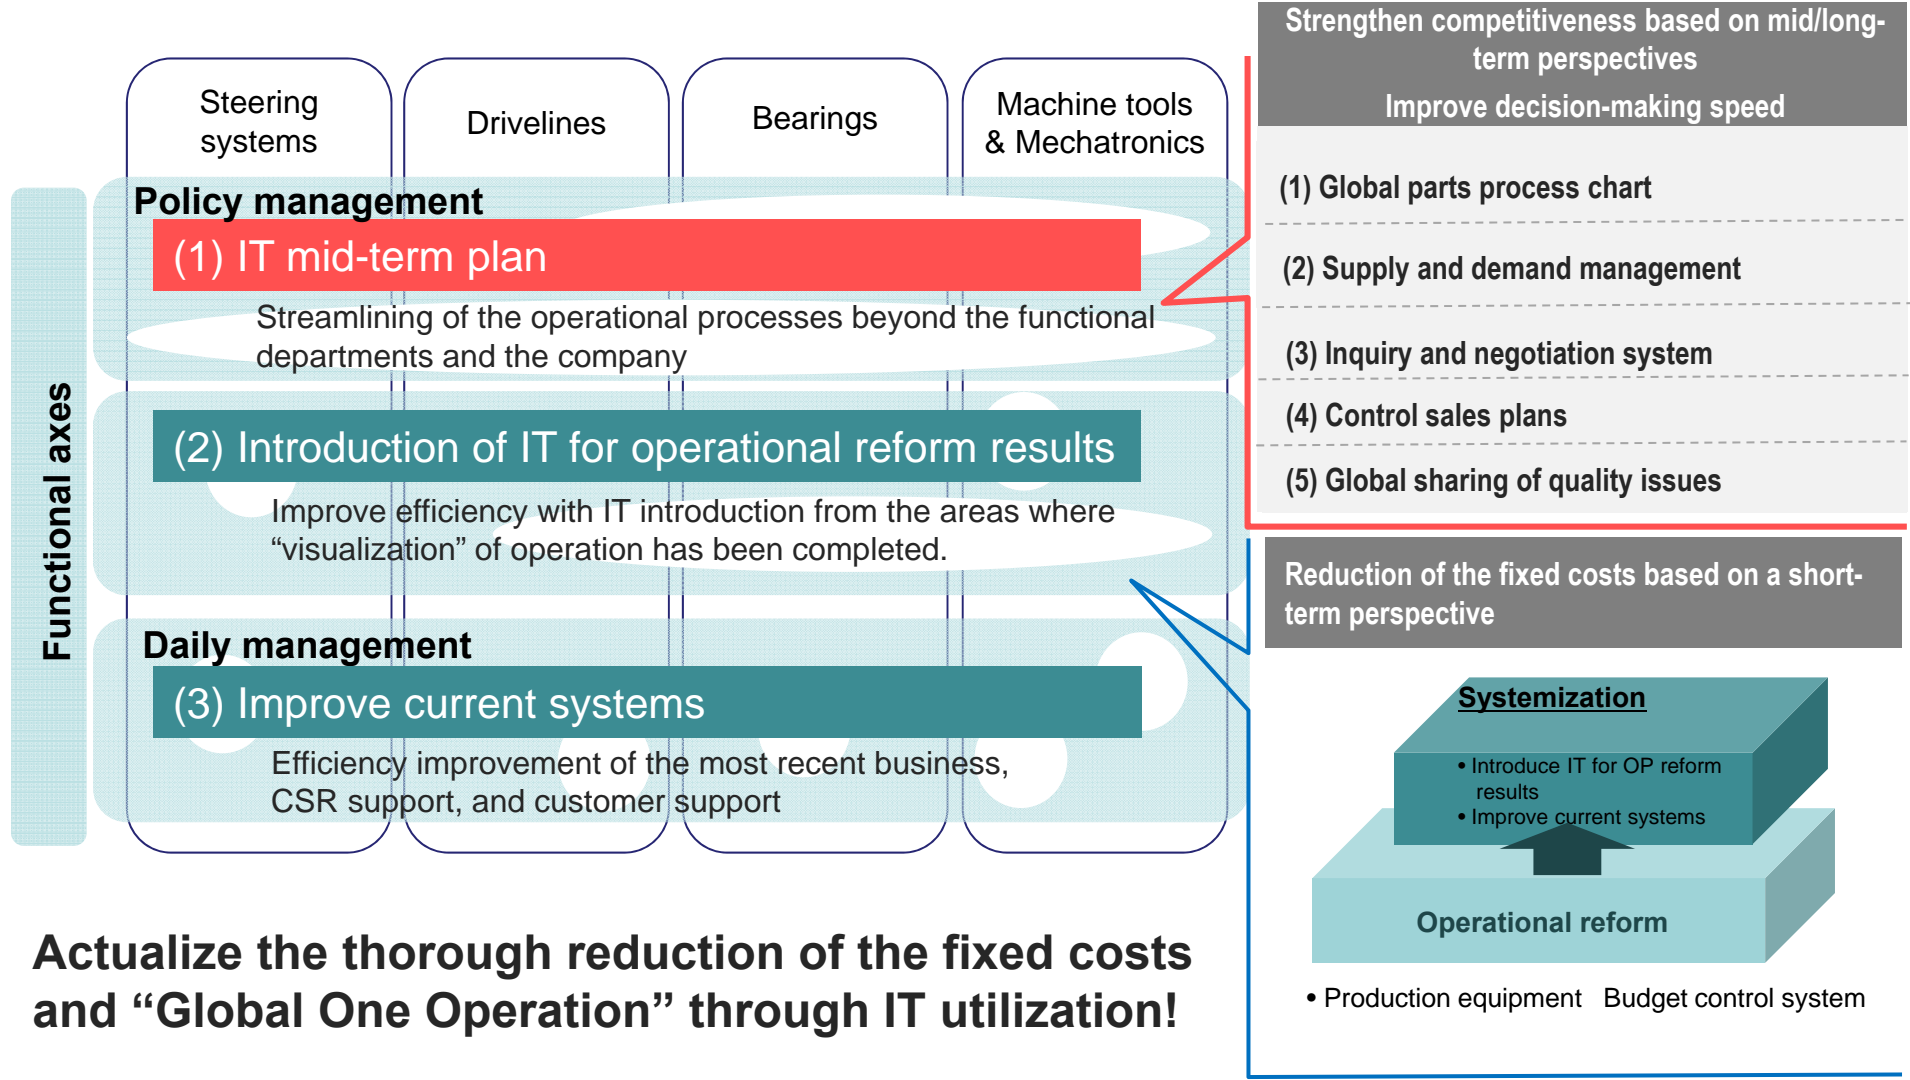 Steering
systems
Drivelines
Bearings
Machine tools
& Mechatronics
Functional axes
Policy management
(1) IT mid-term plan
Streamlining of the operational processes beyond the functional
departments and the company
(2) Introduction of IT for operational reform results
Improve efficiency with IT introduction from the areas where
“visualization” of operation has been completed.
Daily management
(3) Improve current systems
Efficiency improvement of the most recent business,
CSR support, and customer support
Actualize the thorough reduction of the fixed costs
and “Global One Operation” through IT utilization!
Strengthen competitiveness based on mid/long-
term perspectives
Improve decision-making speed
(1) Global parts process chart
(2) Supply and demand management
(3) Inquiry and negotiation system
(4) Control sales plans
(5) Global sharing of quality issues
Reduction of the fixed costs based on a short-
term perspective
Systemization
• Introduce IT for OP reform
results
• Improve current systems
Operational reform
• Production equipment Budget control system